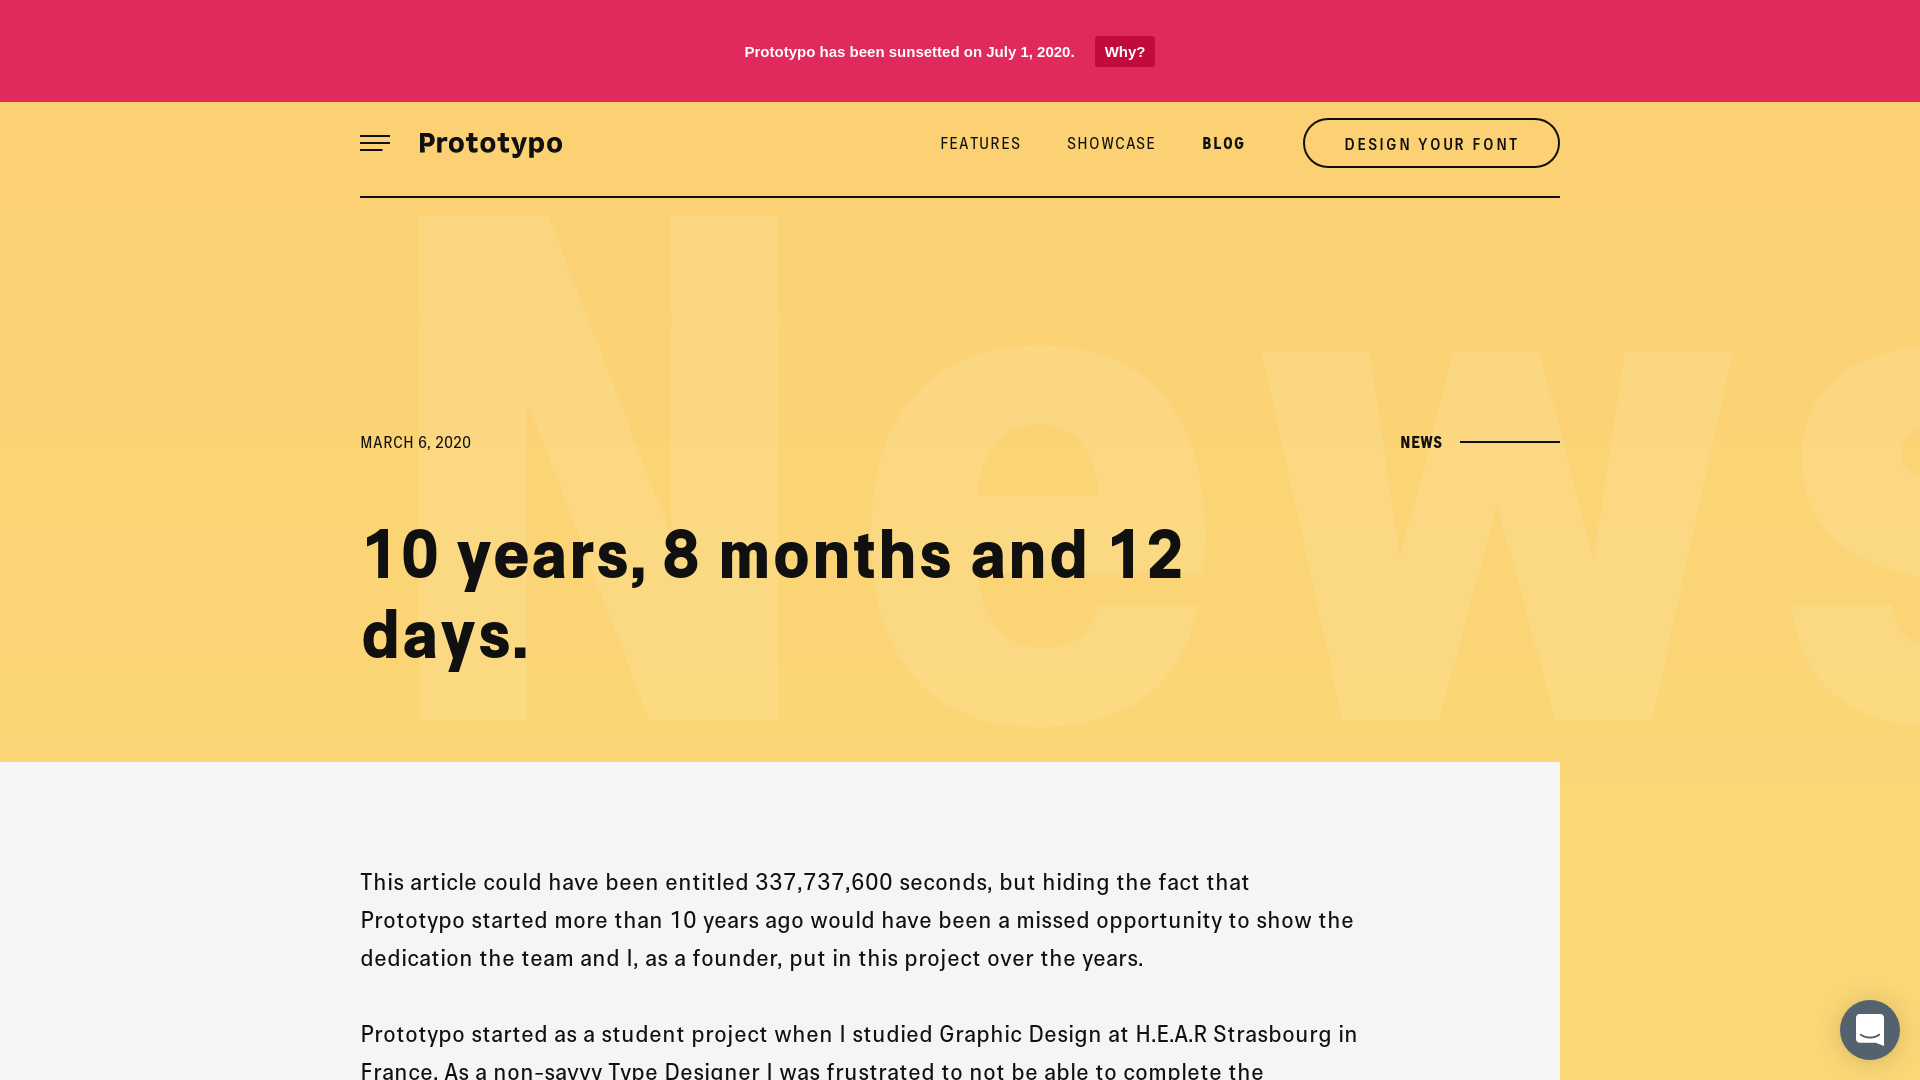 Prototypo has been sunsetted on July 1, 2020. Why?
Prototypo FEATURES SHOWCASE BLOG DESIGN YOUR FONT
News
MARCH 6, 2020 NEWS
10 years, 8 months and 12
days.
This article could have been entitled 337,737,600 seconds, but hiding the fact that
Prototypo started more than 10 years ago would have been a missed opportunity to show the
dedication the team and I, as a founder, put in this project over the years.
Prototypo started as a student project when I studied Graphic Design at H.E.A.R Strasbourg in
France. As a non-savvy Type Designer I was frustrated to not be able to complete the